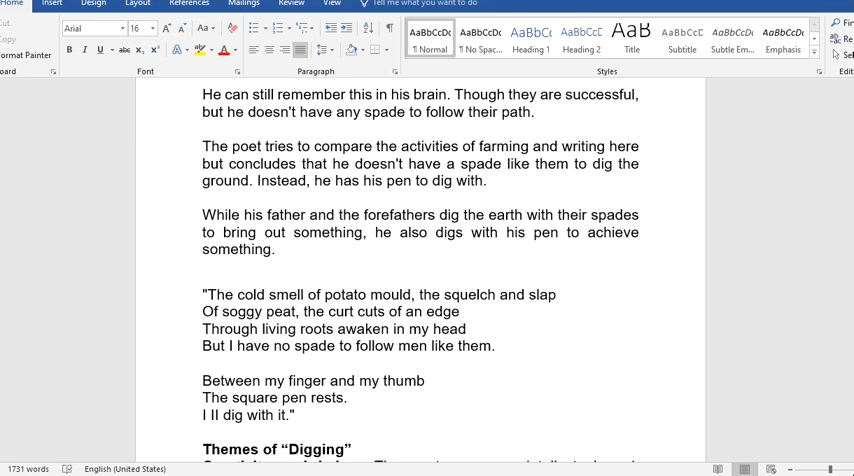 Home Insert Design Layout References Mailings Review View Tell me what you want to do
Cut
Copy
Format Painter
Arial 16 Aa
B I U abc X₂ X²
AaBbCcDc AaBbCcDc AaBbCc AaBbCcD AaB AaBbCcD AaBbCcDc AaBbCcDc
¶ Normal ¶ No Spac... Heading 1 Heading 2 Title Subtitle Subtle Em... Emphasis
Font Paragraph Styles
He can still remember this in his brain. Though they are successful,
but he doesn't have any spade to follow their path.
The poet tries to compare the activities of farming and writing here
but concludes that he doesn't have a spade like them to dig the
ground. Instead, he has his pen to dig with.
While his father and the forefathers dig the earth with their spades
to bring out something, he also digs with his pen to achieve
something.
"The cold smell of potato mould, the squelch and slap
Of soggy peat, the curt cuts of an edge
Through living roots awaken in my head
But I have no spade to follow men like them.
Between my finger and my thumb
The square pen rests.
I II dig with it."
Themes of “Digging”
1731 words English (United States)